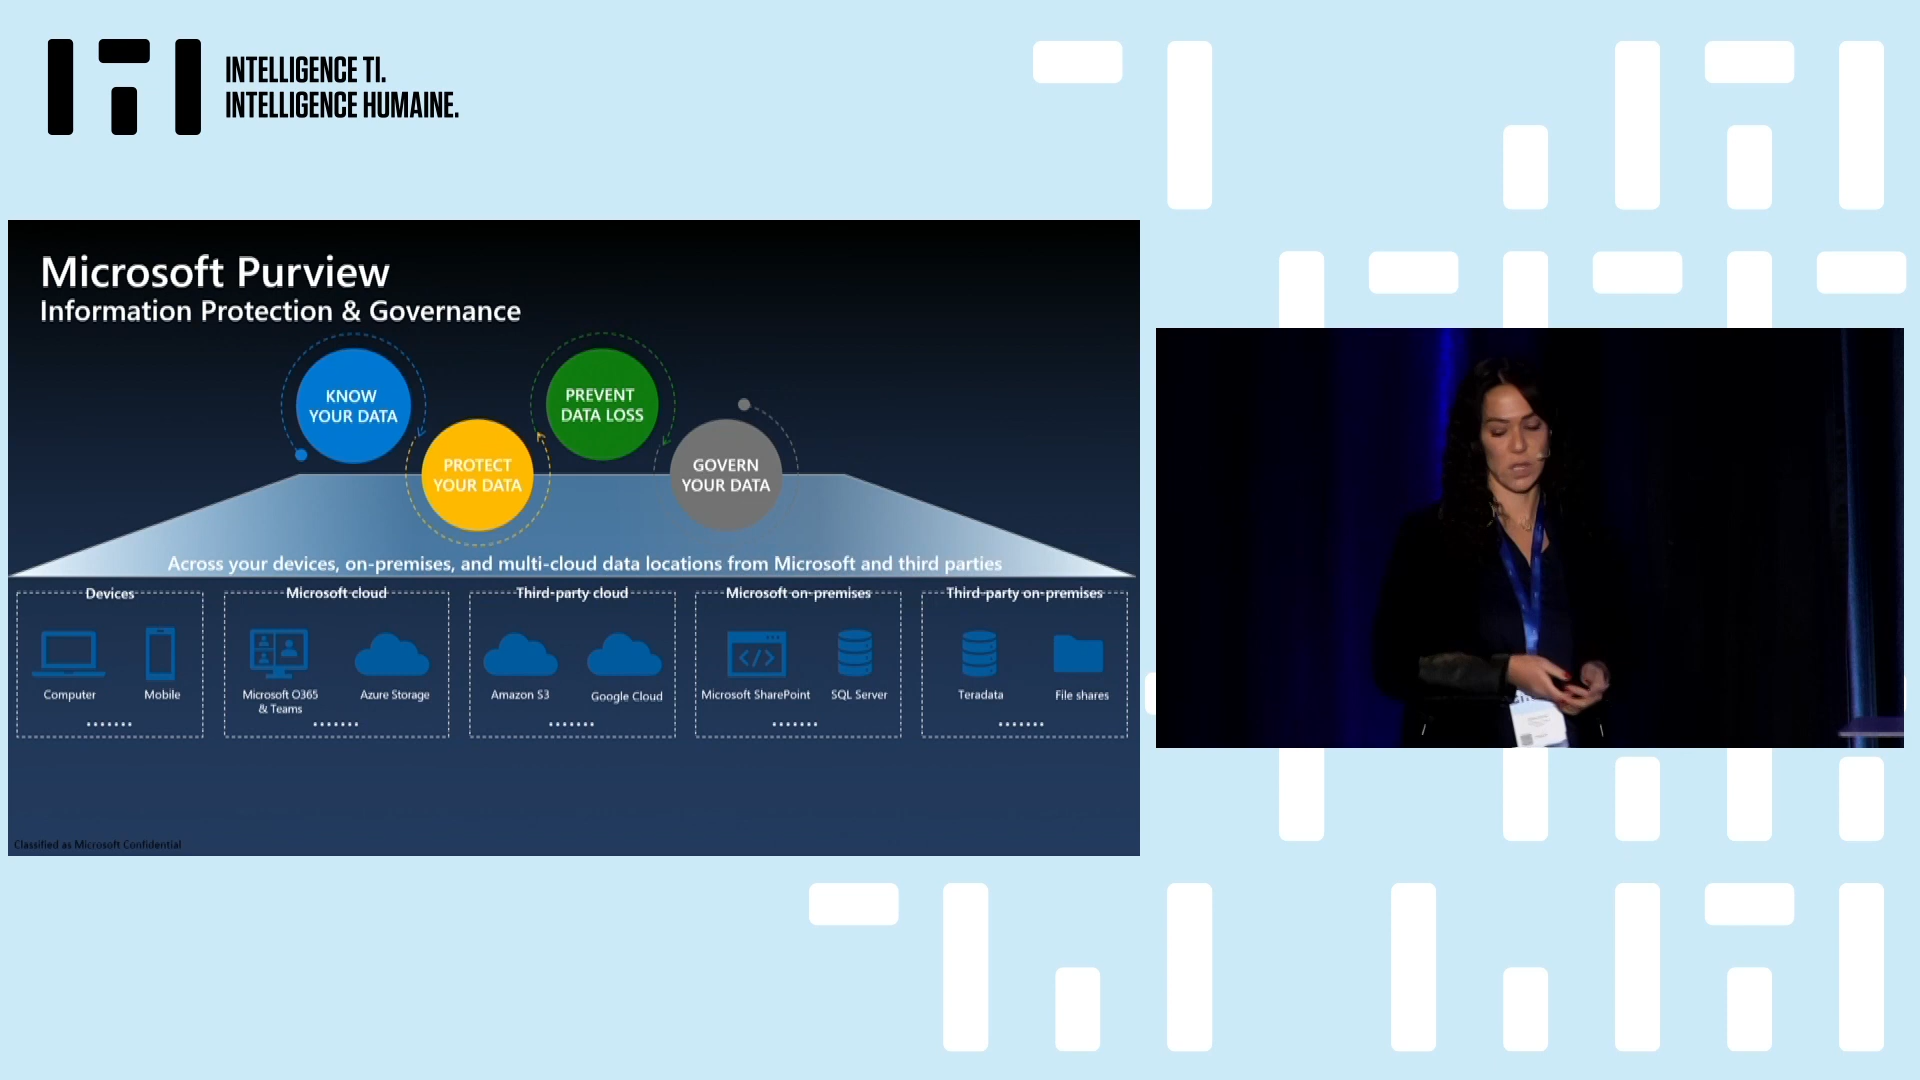 INTELLIGENCE TI.
INTELLIGENCE HUMAINE.
Microsoft Purview
Information Protection & Governance
KNOW
YOUR DATA
PREVENT
DATA LOSS
PROTECT
YOUR DATA
GOVERN
YOUR DATA
Across your devices, on-premises, and multi-cloud data locations from Microsoft and third parties
Devices
Computer
Mobile
Microsoft cloud
Microsoft O365
& Teams
Azure Storage
Third-party cloud
Amazon S3
Google Cloud
Microsoft on-premises
Microsoft SharePoint
SQL Server
Third-party on-premises
Teradata
File shares
Classified as Microsoft Confidential